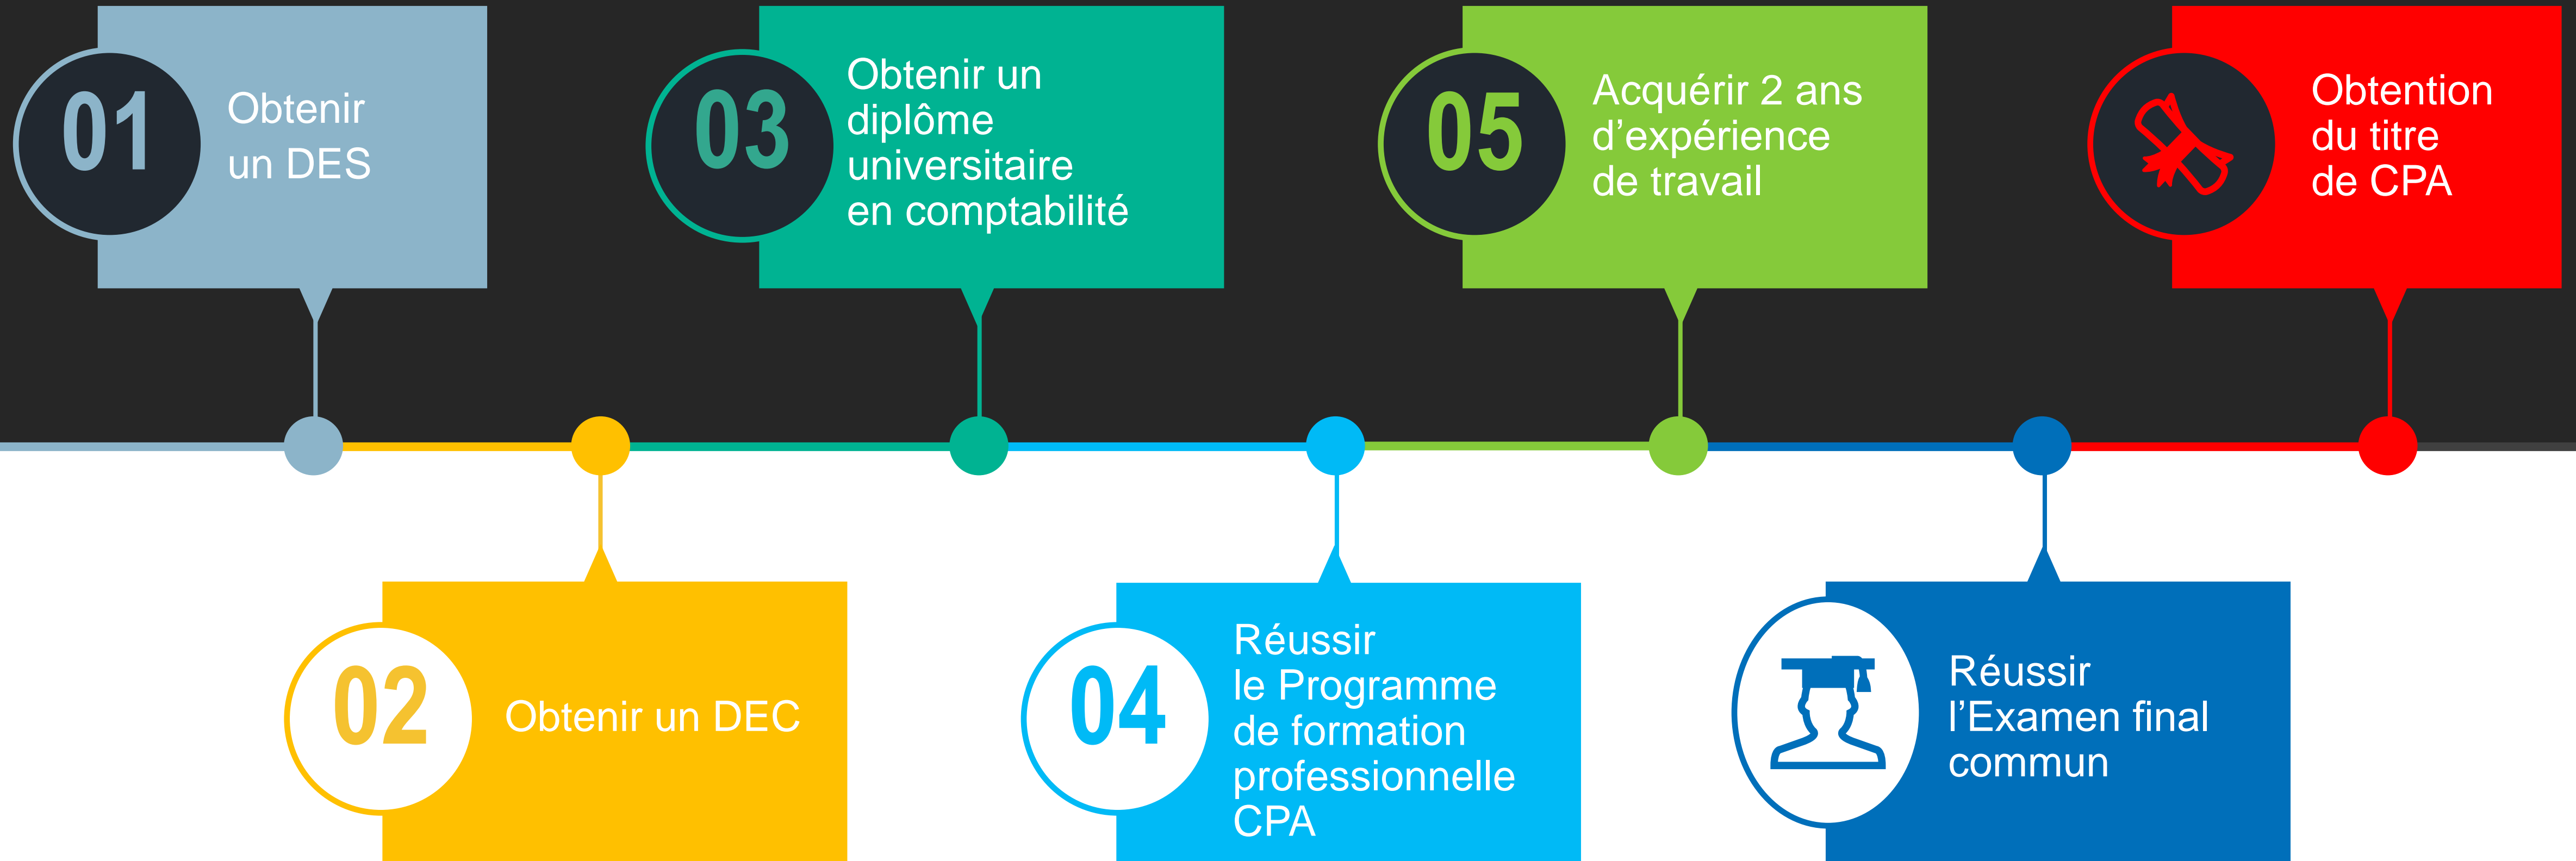 01
Obtenir
un DES
02
Obtenir un DEC
03
Obtenir un
diplôme
universitaire
en comptabilité
04
Réussir
le Programme
de formation
professionnelle
CPA
05
Acquérir 2 ans
d’expérience
de travail
Réussir
l’Examen final
commun
Obtention
du titre
de CPA